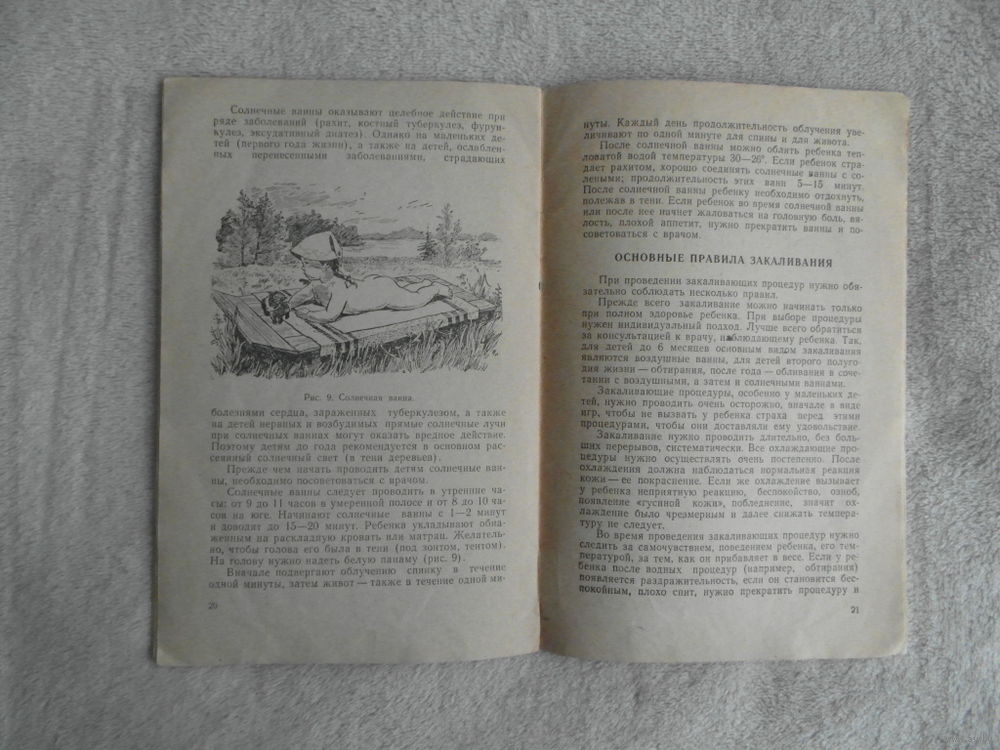 Солнечные ванны оказывают целебное действие при
ряде заболеваний (рахит, костный туберкулез, фурун-
кулез, эксудативный диатез). Однако на маленьких де-
тей (первого года жизни), а также на детей, ослаблен-
ных перенесенными заболеваниями, страдающих
Рис. 9. Солнечная ванна.
болезнями сердца, зараженных туберкулезом, а также
на детей нервных и возбудимых прямые солнечные лучи
при солнечных ваннах могут оказать вредное действие.
Поэтому детям до года рекомендуется в основном рас-
сеянный солнечный свет (в тени деревьев).
Прежде чем начать проводить детям солнечные ван-
ны, необходимо посоветоваться с врачом.
Солнечные ванны следует проводить в утренние ча-
сы: от 9 до 11 часов в умеренной полосе и от 8 до 10 ча-
сов на юге. Начинают солнечные ванны с 1—2 минут
и доводят до 15—20 минут. Ребенка укладывают обна-
женным на раскладную кровать или матрац. Желатель-
но, чтобы голова его была в тени (под зонтом, тентом).
На голову нужно надеть белую панаму (рис. 9).
Вначале подвергают облучению спинку в течение
одной минуты, затем живот — также в течение одной ми-
20
нуты. Каждый день продолжительность облучения уве-
личивают по одной минуте для спины и для живота.
После солнечной ванны можно облить ребенка теп-
ловатой водой температуры 30—26°. Если ребенок стра-
дает рахитом, хорошо соединять солнечные ванны с со-
леными; продолжительность этих ванн 5—15 минут.
После солнечной ванны ребенку необходимо отдохнуть,
полежав в тени. Если ребенок во время солнечной ванны
или после нее начнет жаловаться на головную боль, вя-
лость, плохой аппетит, нужно прекратить ванны и по-
советоваться с врачом.
ОСНОВНЫЕ ПРАВИЛА ЗАКАЛИВАНИЯ
При проведении закаливающих процедур нужно обя-
зательно соблюдать несколько правил.
Прежде всего закаливание можно начинать только
при полном здоровье ребенка. При выборе процедуры
нужен индивидуальный подход. Лучше всего обратиться
за консультацией к врачу, наблюдающему ребенка. Так,
для детей до 6 месяцев основным видом закаливания
являются воздушные ванны, для детей второго полуго-
дия жизни — обтирания, после года — обливания в соче-
тании с воздушными, а затем и солнечными ваннами.
Закаливающие процедуры, особенно у маленьких де-
тей, нужно проводить очень осторожно, вначале в виде
игр, чтобы не вызвать у ребенка страха перед этими
процедурами, чтобы они доставляли ему удовольствие.
Закаливание нужно проводить длительно, без боль-
ших перерывов, систематически. Все охлаждающие про-
цедуры нужно осуществлять очень постепенно. После
охлаждения должна наблюдаться нормальная реакция
кожи — ее покраснение. Если же охлаждение вызывает
у ребенка неприятную реакцию, беспокойство, озноб,
появление «гусиной кожи», побледнение, значит ох-
лаждение было чрезмерным и далее снижать темпера-
туру не следует.
Во время проведения закаливающих процедур нужно
следить за самочувствием, поведением ребенка, его тем-
пературой, за тем, как он прибавляет в весе. Если у ре-
бенка после водных процедур (например, обтирания)
появляется раздражительность, если он становится бес-
покойным, плохо спит, нужно прекратить процедуру и
21